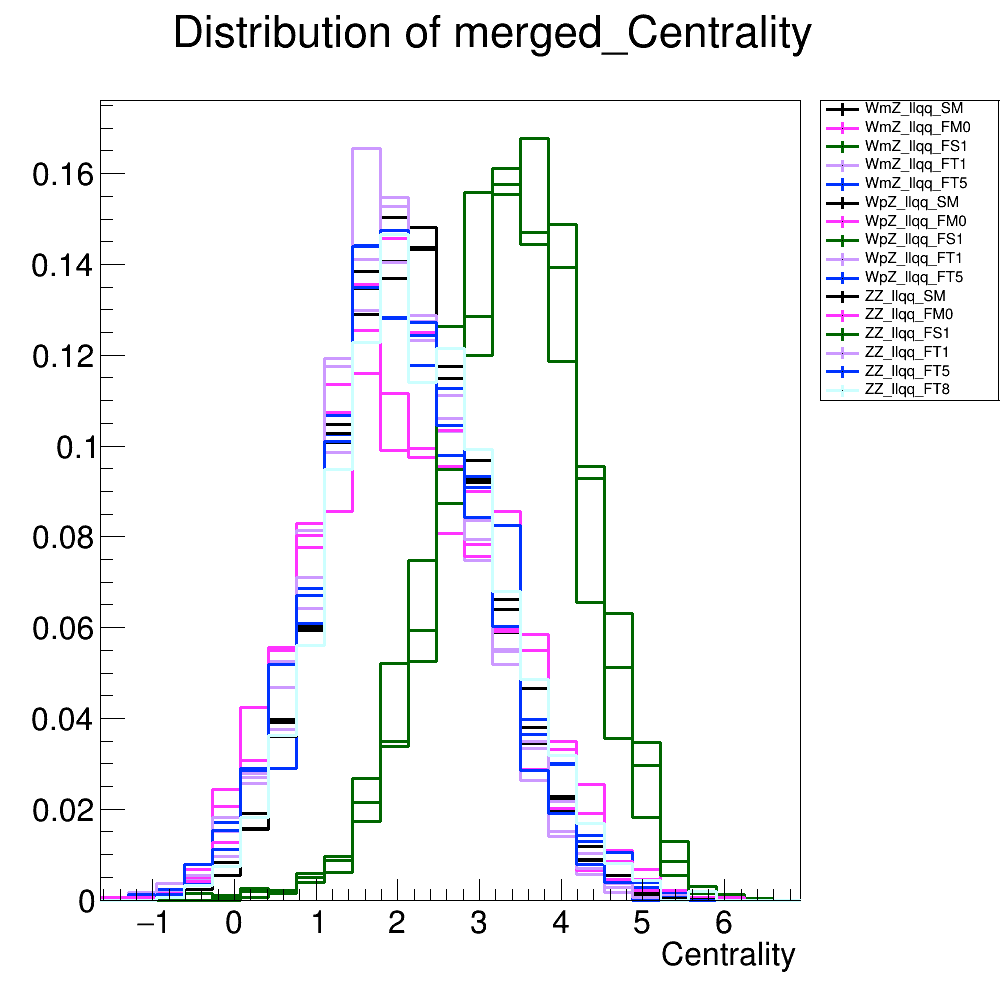 Distribution of merged_Centrality
WmZ_llqq_SM
WmZ_llqq_FM0
WmZ_llqq_FS1
WmZ_llqq_FT1
WmZ_llqq_FT5
WpZ_llqq_SM
WpZ_llqq_FM0
WpZ_llqq_FS1
WpZ_llqq_FT1
WpZ_llqq_FT5
ZZ_llqq_SM
ZZ_llqq_FM0
ZZ_llqq_FS1
ZZ_llqq_FT1
ZZ_llqq_FT5
ZZ_llqq_FT8
0.16
0.14
0.12
0.1
0.08
0.06
0.04
0.02
0
−1 0 1 2 3 4 5 6
Centrality